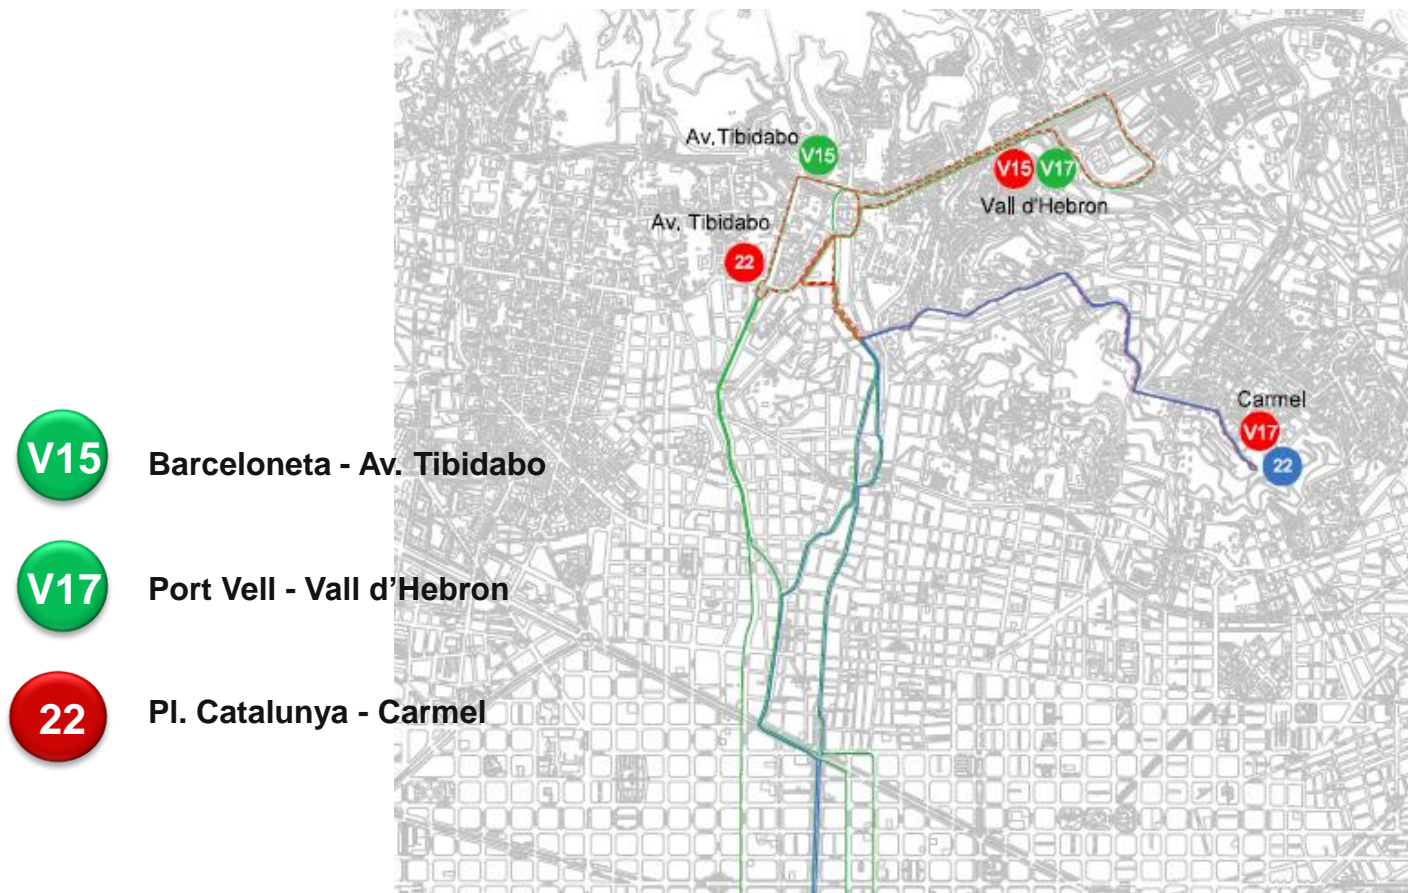 Av. Tibidabo
V15
V15 V17
Vall d'Hebron
Av. Tibidabo
22
Carmel
V17
22
V15 Barceloneta - Av. Tibidabo
V17 Port Vell - Vall d’Hebron
22 Pl. Catalunya - Carmel